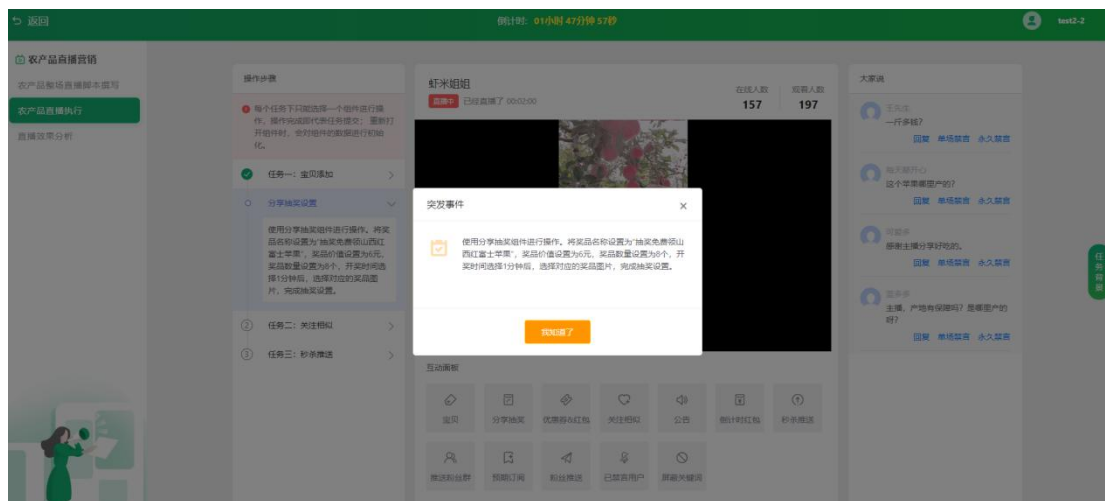 返回
倒计时：01小时 47分钟 57秒
test2-2
农产品直播营销
农产品整场直播脚本撰写
农产品直播执行
直播效果分析
操作步骤
每个任务下只能选择一个组件进行操
作，操作完成即代表任务提交；重新打
开组件时，会对组件的数据进行初始
化。
任务一：宝贝添加
分享抽奖设置
使用分享抽奖组件进行操作。将奖
品名称设置为"抽奖免费领山西红
富士苹果"，奖品价值设置为6元，
奖品数量设置为6个，开奖时间选
择1分钟后，选择对应的奖品图
片，完成抽奖设置。
② 任务二：关注相似
③ 任务三：秒杀推送
虾米姐姐
直播中 已经直播了 00:02:00
在线人数 观看人数
157 197
突发事件
使用分享抽奖组件进行操作。将奖品名称设置为"抽奖免费领山
西红富士苹果"，奖品价值设置为6元，奖品数量设置为6个，开
奖时间选择1分钟后，选择对应的奖品图片，完成抽奖设置。
我知道了
互动面板
宝贝 分享抽奖 优惠券&红包 关注相似 公告 倒计时红包 秒杀推送
推送粉丝群 预期订阅 粉丝推送 已禁言用户 屏蔽关键词
大家说
王先生
一斤多钱？
回复 单场禁言 永久禁言
每天都开心
这个苹果哪里产的？
回复 单场禁言 永久禁言
感谢主播分享好吃的。
回复 单场禁言 永久禁言
主播，产地有保障吗？是哪里产的
呀？
回复 单场禁言 永久禁言
任务背景